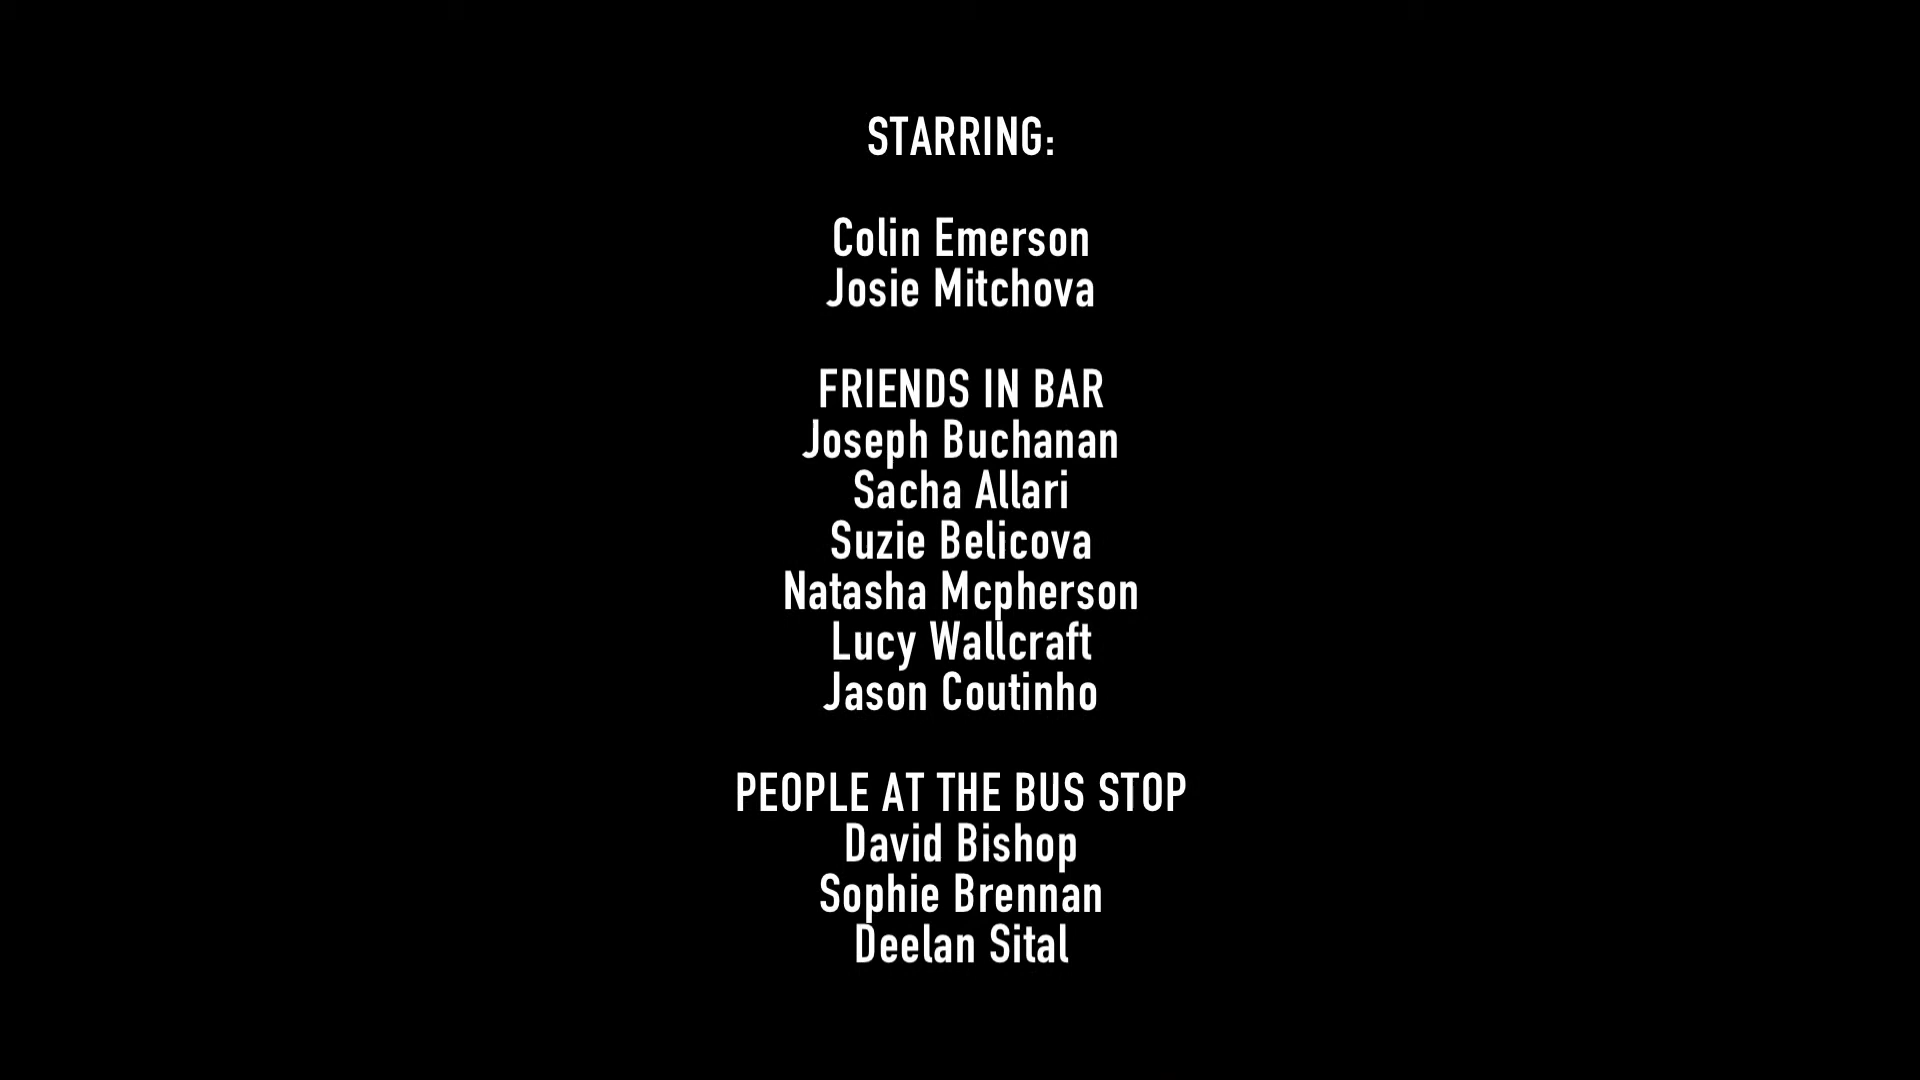 STARRING:
Colin Emerson
Josie Mitchova
FRIENDS IN BAR
Joseph Buchanan
Sacha Allari
Suzie Belicova
Natasha Mcpherson
Lucy Wallcraft
Jason Coutinho
PEOPLE AT THE BUS STOP
David Bishop
Sophie Brennan
Deelan Sital